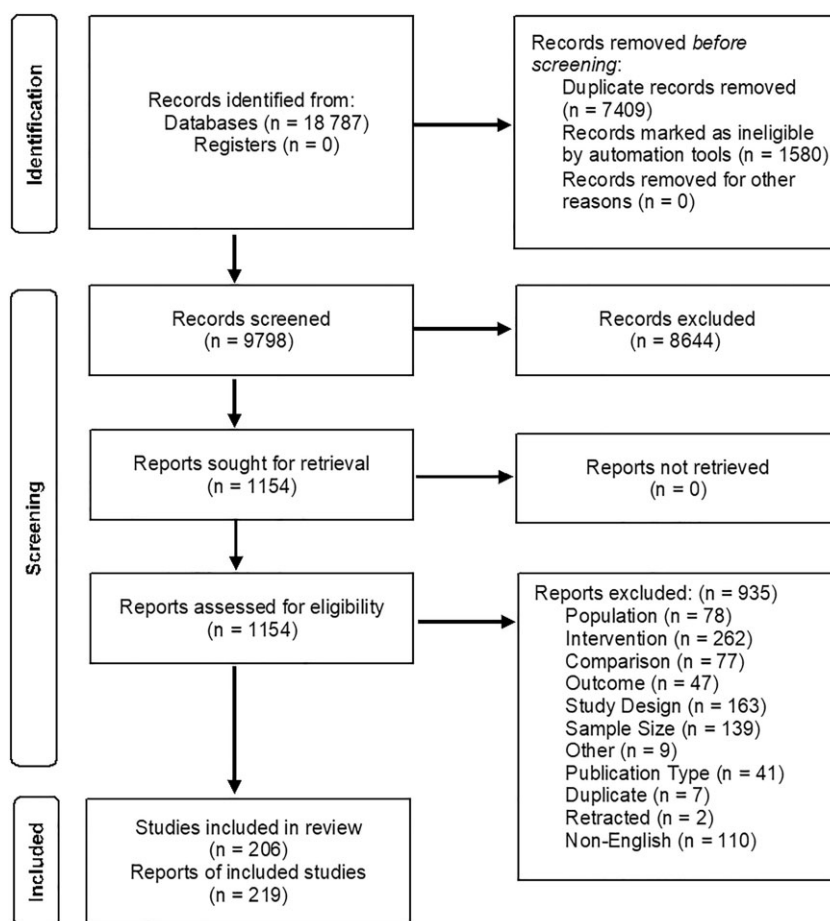 Identification
Records identified from:
Databases (n = 18 787)
Registers (n = 0)
Records removed before
screening:
Duplicate records removed
(n = 7409)
Records marked as ineligible
by automation tools (n = 1580)
Records removed for other
reasons (n = 0)
Screening
Records screened
(n = 9798)
Records excluded
(n = 8644)
Reports sought for retrieval
(n = 1154)
Reports not retrieved
(n = 0)
Reports assessed for eligibility
(n = 1154)
Reports excluded: (n = 935)
Population (n = 78)
Intervention (n = 262)
Comparison (n = 77)
Outcome (n = 47)
Study Design (n = 163)
Sample Size (n = 139)
Other (n = 9)
Publication Type (n = 41)
Duplicate (n = 7)
Retracted (n = 2)
Non-English (n = 110)
Included
Studies included in review
(n = 206)
Reports of included studies
(n = 219)